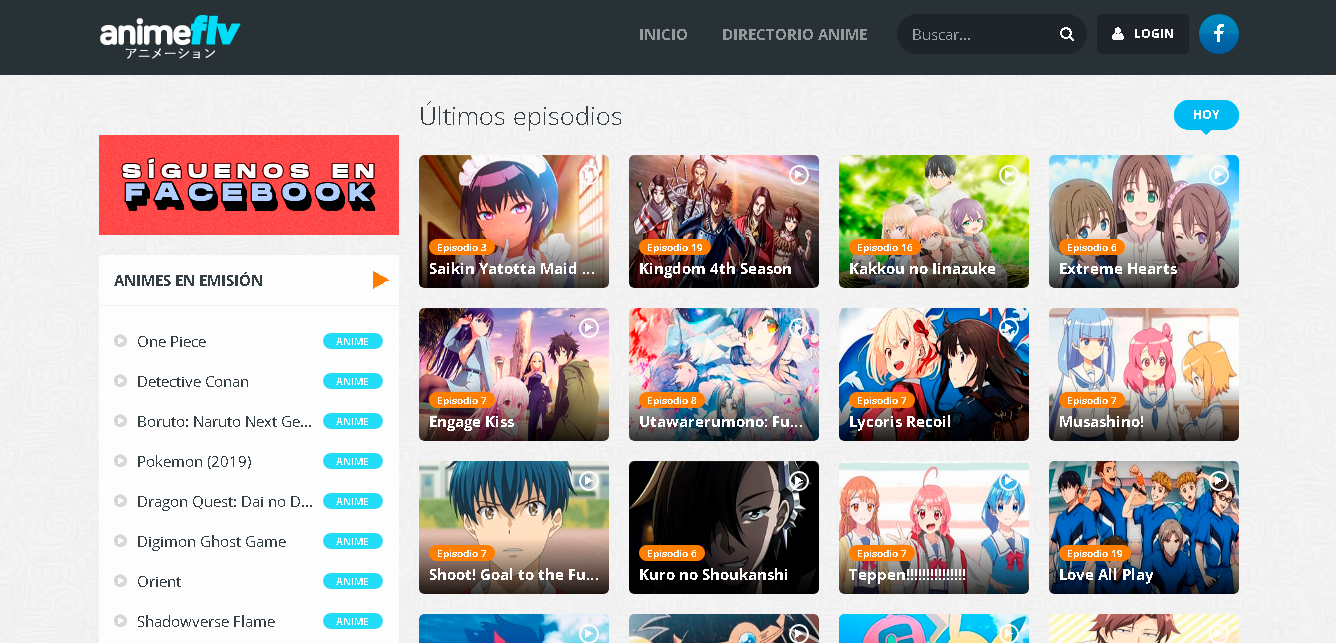 animeflv
アニメーション
INICIO
DIRECTORIO ANIME
Buscar...
LOGIN
f
SÍGUENOS EN
FACEBOOK
ANIMES EN EMISIÓN
One Piece ANIME
Detective Conan ANIME
Boruto: Naruto Next Ge... ANIME
Pokemon (2019) ANIME
Dragon Quest: Dai no D... ANIME
Digimon Ghost Game ANIME
Orient ANIME
Shadowverse Flame ANIME
Últimos episodios
HOY
Episodio 3
Saikin Yatotta Maid ...
Episodio 19
Kingdom 4th Season
Episodio 16
Kakkou no Iinazuke
Episodio 6
Extreme Hearts
Episodio 7
Engage Kiss
Episodio 8
Utawarerumono: Fu...
Episodio 7
Lycoris Recoil
Episodio 7
Musashino!
Episodio 7
Shoot! Goal to the Fu...
Episodio 6
Kuro no Shoukanshi
Episodio 7
Teppen!!!!!!!!!!!!!!!
Episodio 19
Love All Play